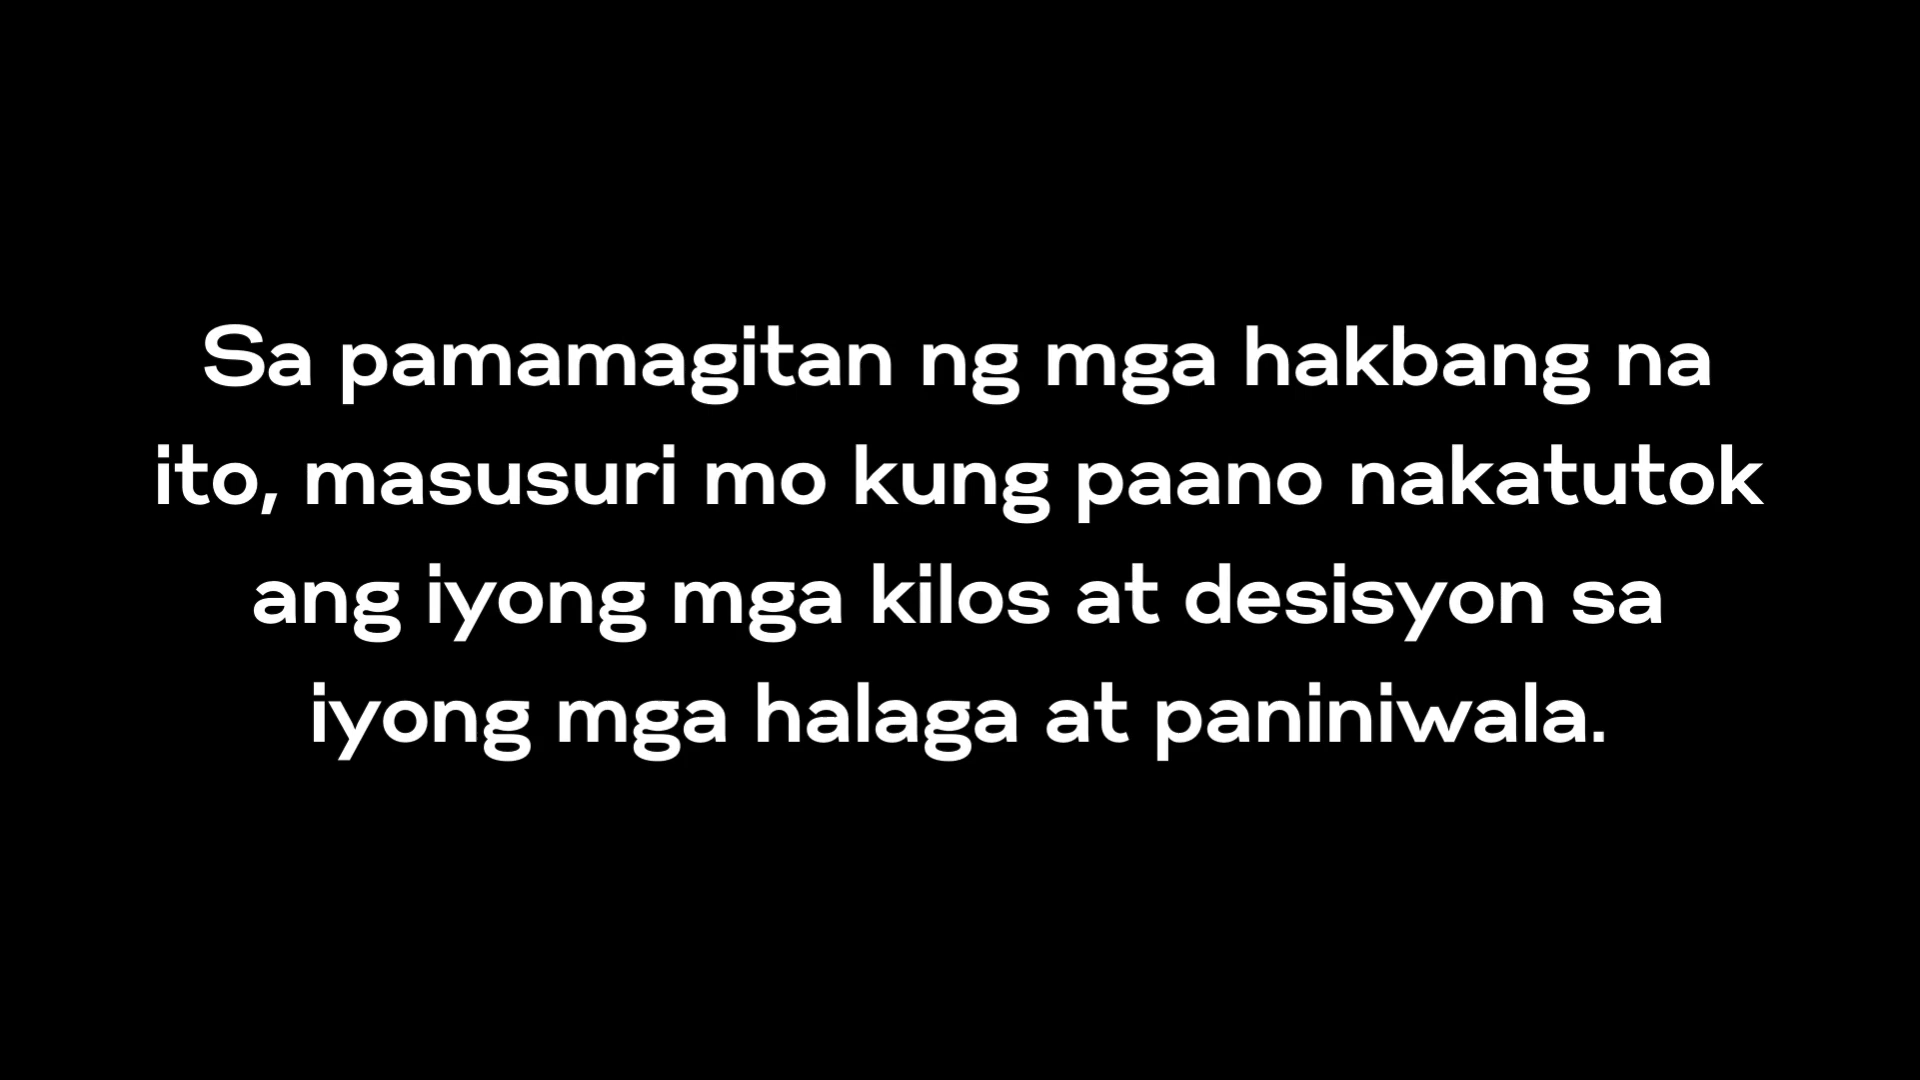 Sa pamamagitan ng mga hakbang na
ito, masusuri mo kung paano nakatutok
ang iyong mga kilos at desisyon sa
iyong mga halaga at paniniwala.